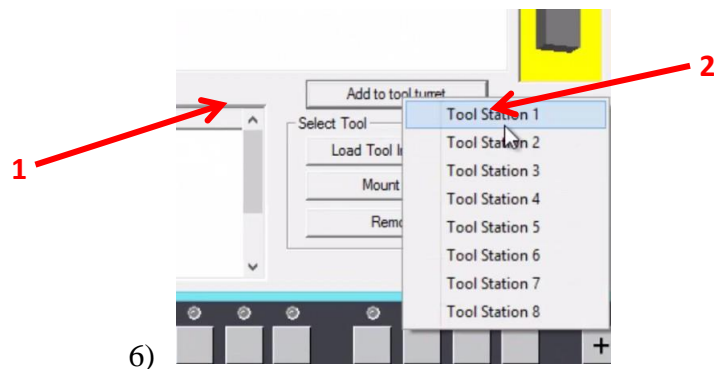 2
Add to tool turret
Tool Station 1
Select Tool
Tool Station 2
Load Tool
1
Tool Station 3
Mount
Tool Station 4
Tool Station 5
Tool Station 6
Tool Station 7
Tool Station 8
+
6)